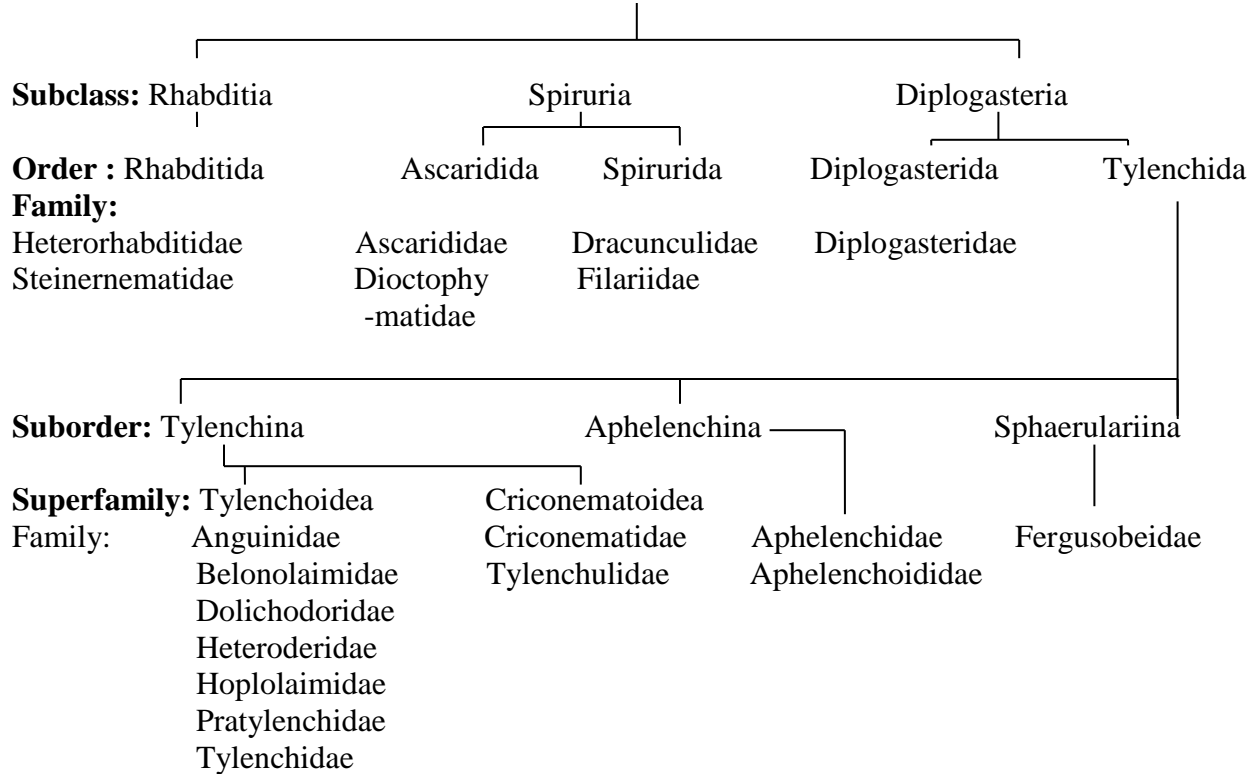 Subclass: Rhabditia Spiruria Diplogasteria
Order : Rhabditida Ascaridida Spirurida Diplogasterida Tylenchida
Family:
Heterorhabditidae Ascarididae Dracunculidae Diplogasteridae
Steinernematidae Dioctophy Filariidae
-matidae
Suborder: Tylenchina Aphelenchina Sphaerulariina
Superfamily: Tylenchoidea Criconematoidea
Family: Anguinidae Criconematidae Aphelenchidae Fergusobeidae
Belonolaimidae Tylenchulidae Aphelenchoididae
Dolichodoridae
Heteroderidae
Hoplolaimidae
Pratylenchidae
Tylenchidae